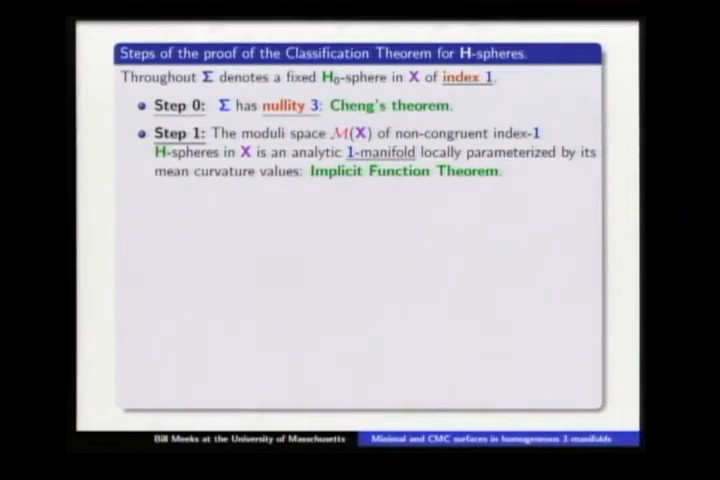 Steps of the proof of the Classification Theorem for H-spheres.
Throughout Σ denotes a fixed H₀-sphere in X of index 1.
• Step 0: Σ has nullity 3: Cheng's theorem.
• Step 1: The moduli space M(X) of non-congruent index-1
H-spheres in X is an analytic 1-manifold locally parameterized by its
mean curvature values: Implicit Function Theorem.
Bill Meeks at the University of Massachusetts
Minimal and CMC surfaces in homogeneous 3-manifolds